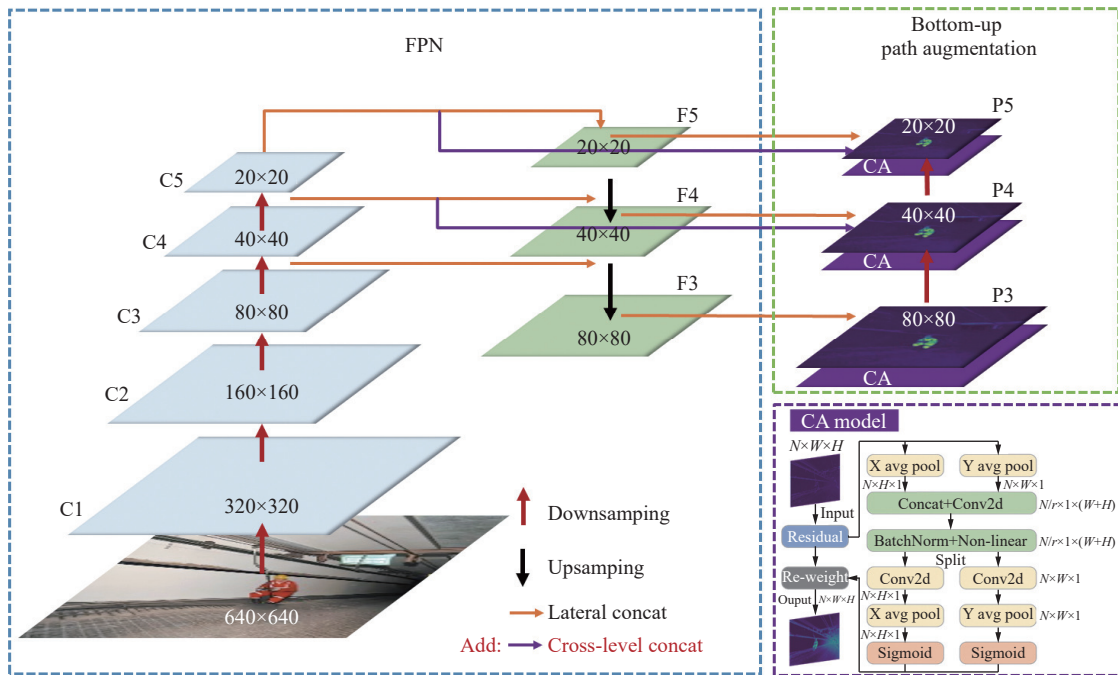 FPN
F5
20×20
C5
20×20
F4
40×40
C4
40×40
F3
80×80
C3
80×80
C2
160×160
C1
320×320
640×640
Downsamping
Upsamping
Lateral concat
Add:
Cross-level concat
Bottom-up
path augmentation
P5
20×20
CA
P4
40×40
CA
P3
80×80
CA
CA model
N×W×H
Input
Residual
Re-weight
Ouput
N×W×H
X avg pool
Y avg pool
N×H×1
N×W×1
Concat+Conv2d
N/r×1×(W+H)
BatchNorm+Non-linear
N/r×1×(W+H)
Split
Conv2d
Conv2d
N×W×1
N×H×1
X avg pool
Y avg pool
N×W×1
N×H×1
Sigmoid
Sigmoid